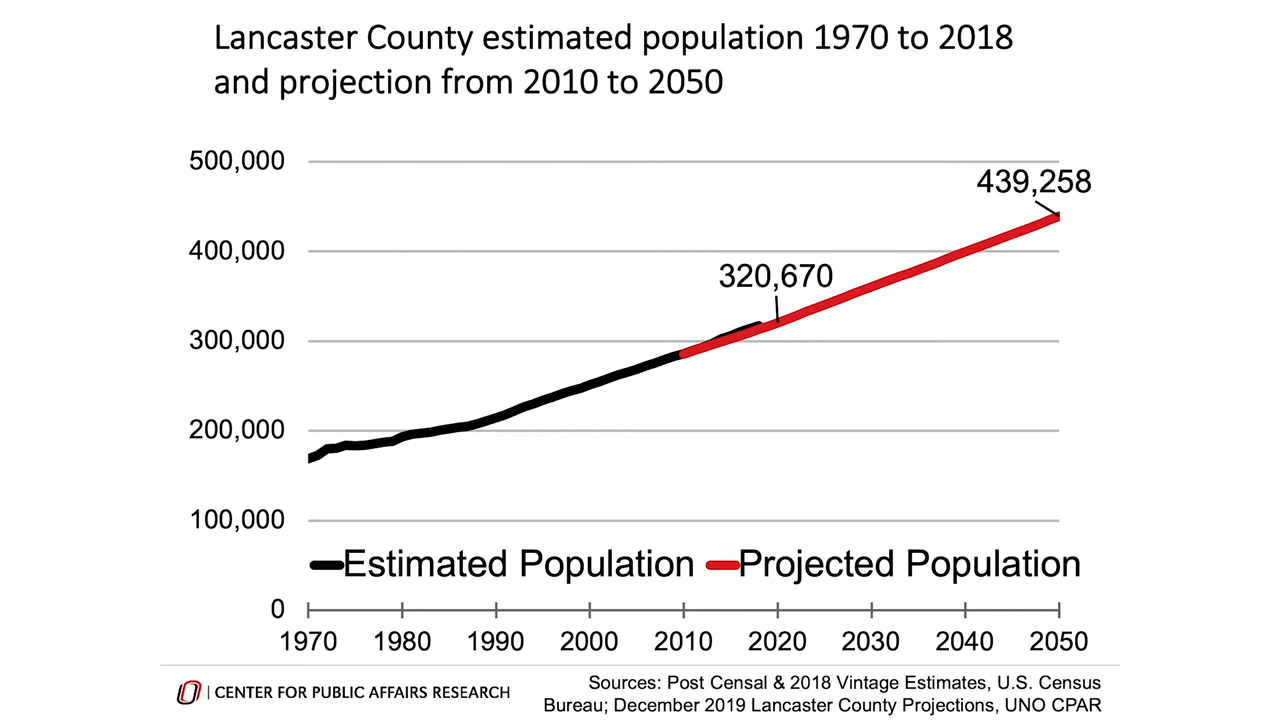 Lancaster County estimated population 1970 to 2018
and projection from 2010 to 2050
500,000
439,258
400,000
320,670
300,000
200,000
100,000
Estimated Population Projected Population
0
1970 1980 1990 2000 2010 2020 2030 2040 2050
CENTER FOR PUBLIC AFFAIRS RESEARCH
Sources: Post Censal & 2018 Vintage Estimates, U.S. Census
Bureau; December 2019 Lancaster County Projections, UNO CPAR